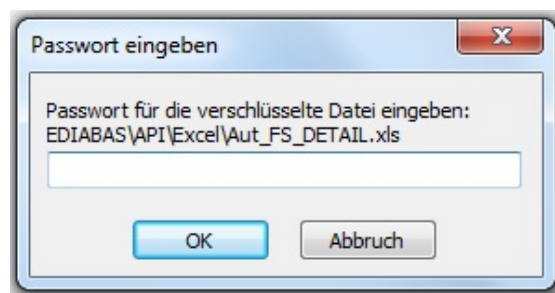 Passwort eingeben
Passwort für die verschlüsselte Datei eingeben:
EDIABAS\API\Excel\Aut_FS_DETAIL.xls
OK
Abbruch